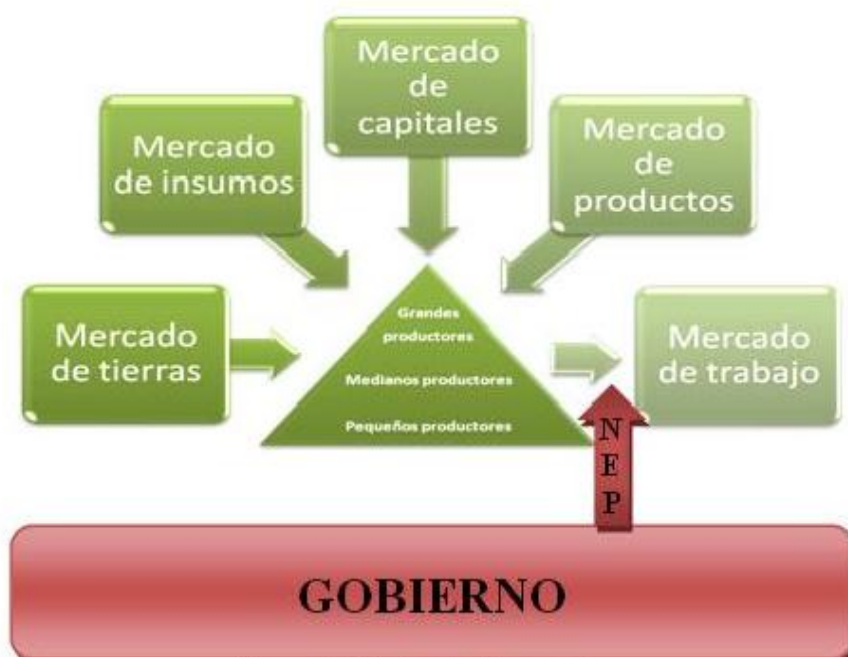 Mercado
de
capitales
Mercado
de insumos
Mercado
de
productos
Mercado
de tierras
Grandes
productores
Medianos productores
Pequeños productores
Mercado
de trabajo
NEP
GOBIERNO